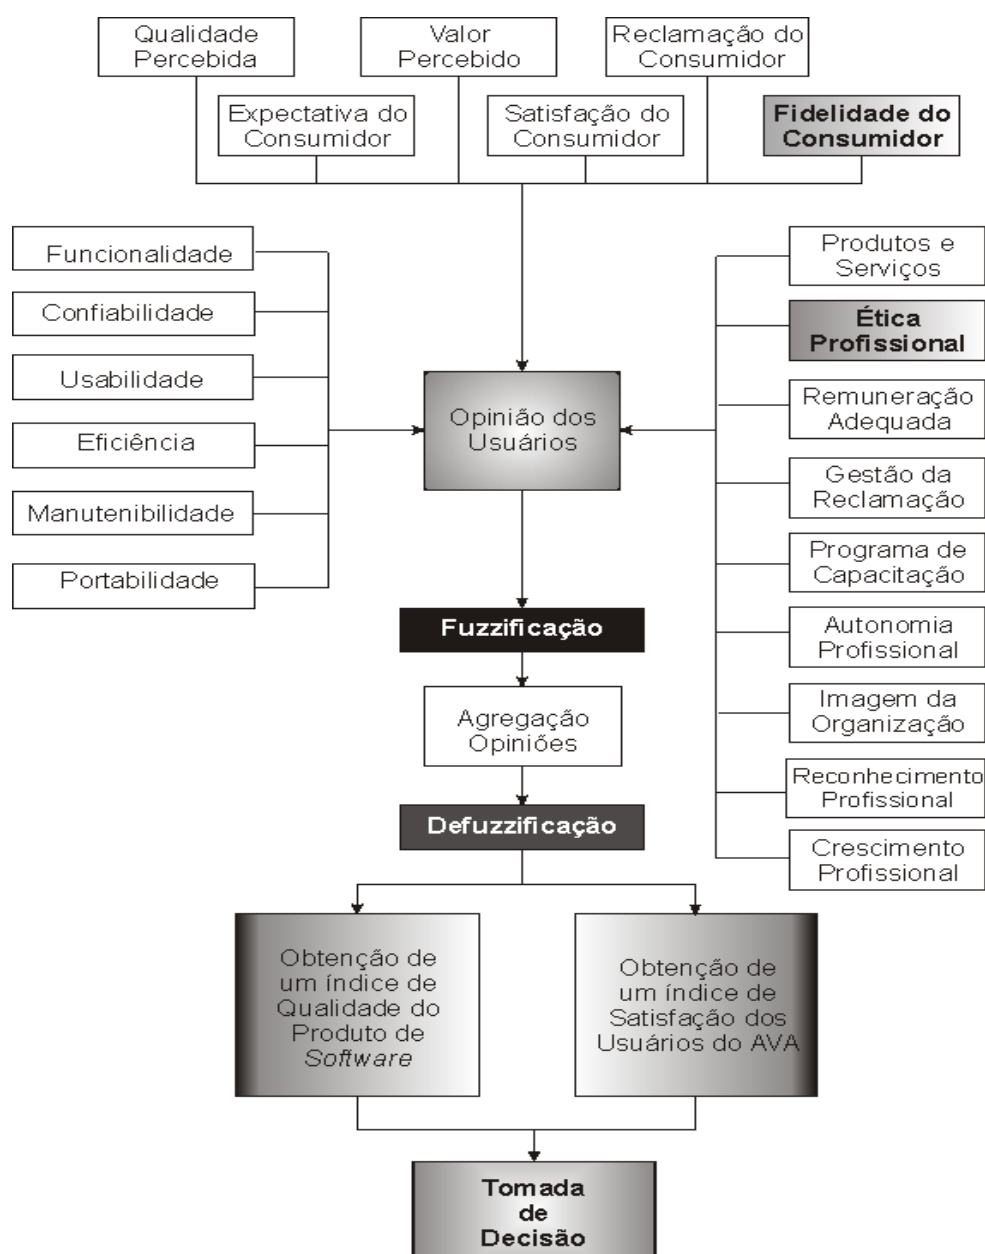 Qualidade
Percebida
Valor
Percebido
Reclamação do
Consumidor
Expectativa do
Consumidor
Satisfação do
Consumidor
Fidelidade do
Consumidor
Funcionalidade
Confiabilidade
Usabilidade
Eficiência
Manutenibilidade
Portabilidade
Opinião dos
Usuários
Produtos e
Serviços
Ética
Profissional
Remuneração
Adequada
Gestão da
Reclamação
Programa de
Capacitação
Autonomia
Profissional
Imagem da
Organização
Reconhecimento
Profissional
Crescimento
Profissional
Fuzzificação
Agregação
Opiniões
Defuzzificação
Obtenção de
um índice de
Qualidade do
Produto de
Software
Obtenção de
um índice de
Satisfação dos
Usuários do AVA
Tomada
de
Decisão